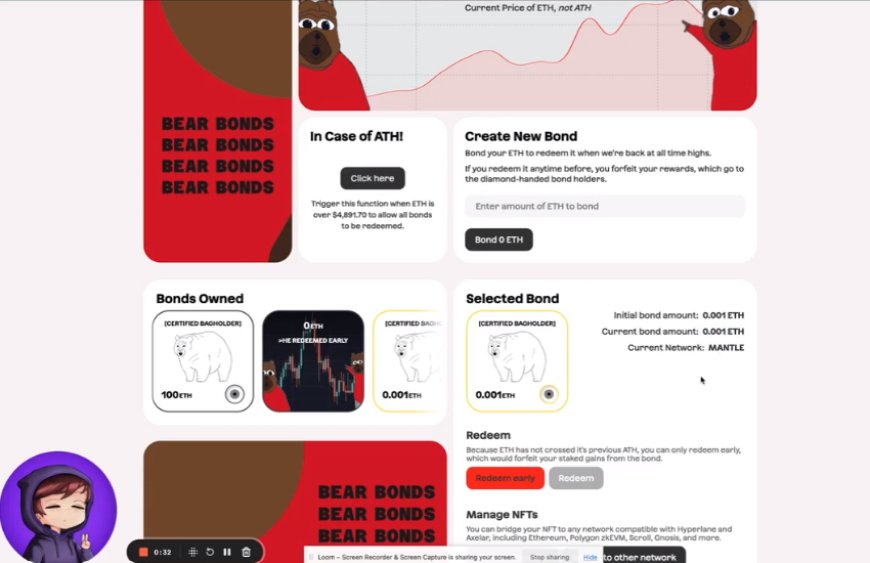 Current Price of ETH, not ATH
BEAR BONDS
BEAR BONDS
BEAR BONDS
BEAR BONDS
In Case of ATH!
Click here
Trigger this function when ETH is
over $4,891.70 to allow all bonds
to be redeemed.
Create New Bond
Bond your ETH to redeem it when we're back at all time highs.
If you redeem it anytime before, you forfeit your rewards, which go to
the diamond-handed bond holders.
Enter amount of ETH to bond
Bond 0 ETH
Bonds Owned
[CERTIFIED BAGHOLDER]
100ETH
0ETH
>HE REDEEMED EARLY
[CERTIFIED BAGH
0.001ETH
Selected Bond
[CERTIFIED BAGHOLDER]
0.001ETH
Initial bond amount: 0.001 ETH
Current bond amount: 0.001 ETH
Current Network: MANTLE
Redeem
Because ETH has not crossed it's previous ATH, you can only redeem early,
which would forfeit your staked gains from the bond.
Redeem early
Redeem
Manage NFTs
You can bridge your NFT to any network compatible with Hyperlane and
Axelar, including Ethereum, Polygon zkEVM, Scroll, Gnosis, and more.
to other network
BEAR BONDS
BEAR BONDS
BEAR BONDS
0:32
Loom – Screen Recorder & Screen Capture is sharing your screen.
Stop sharing
Hide